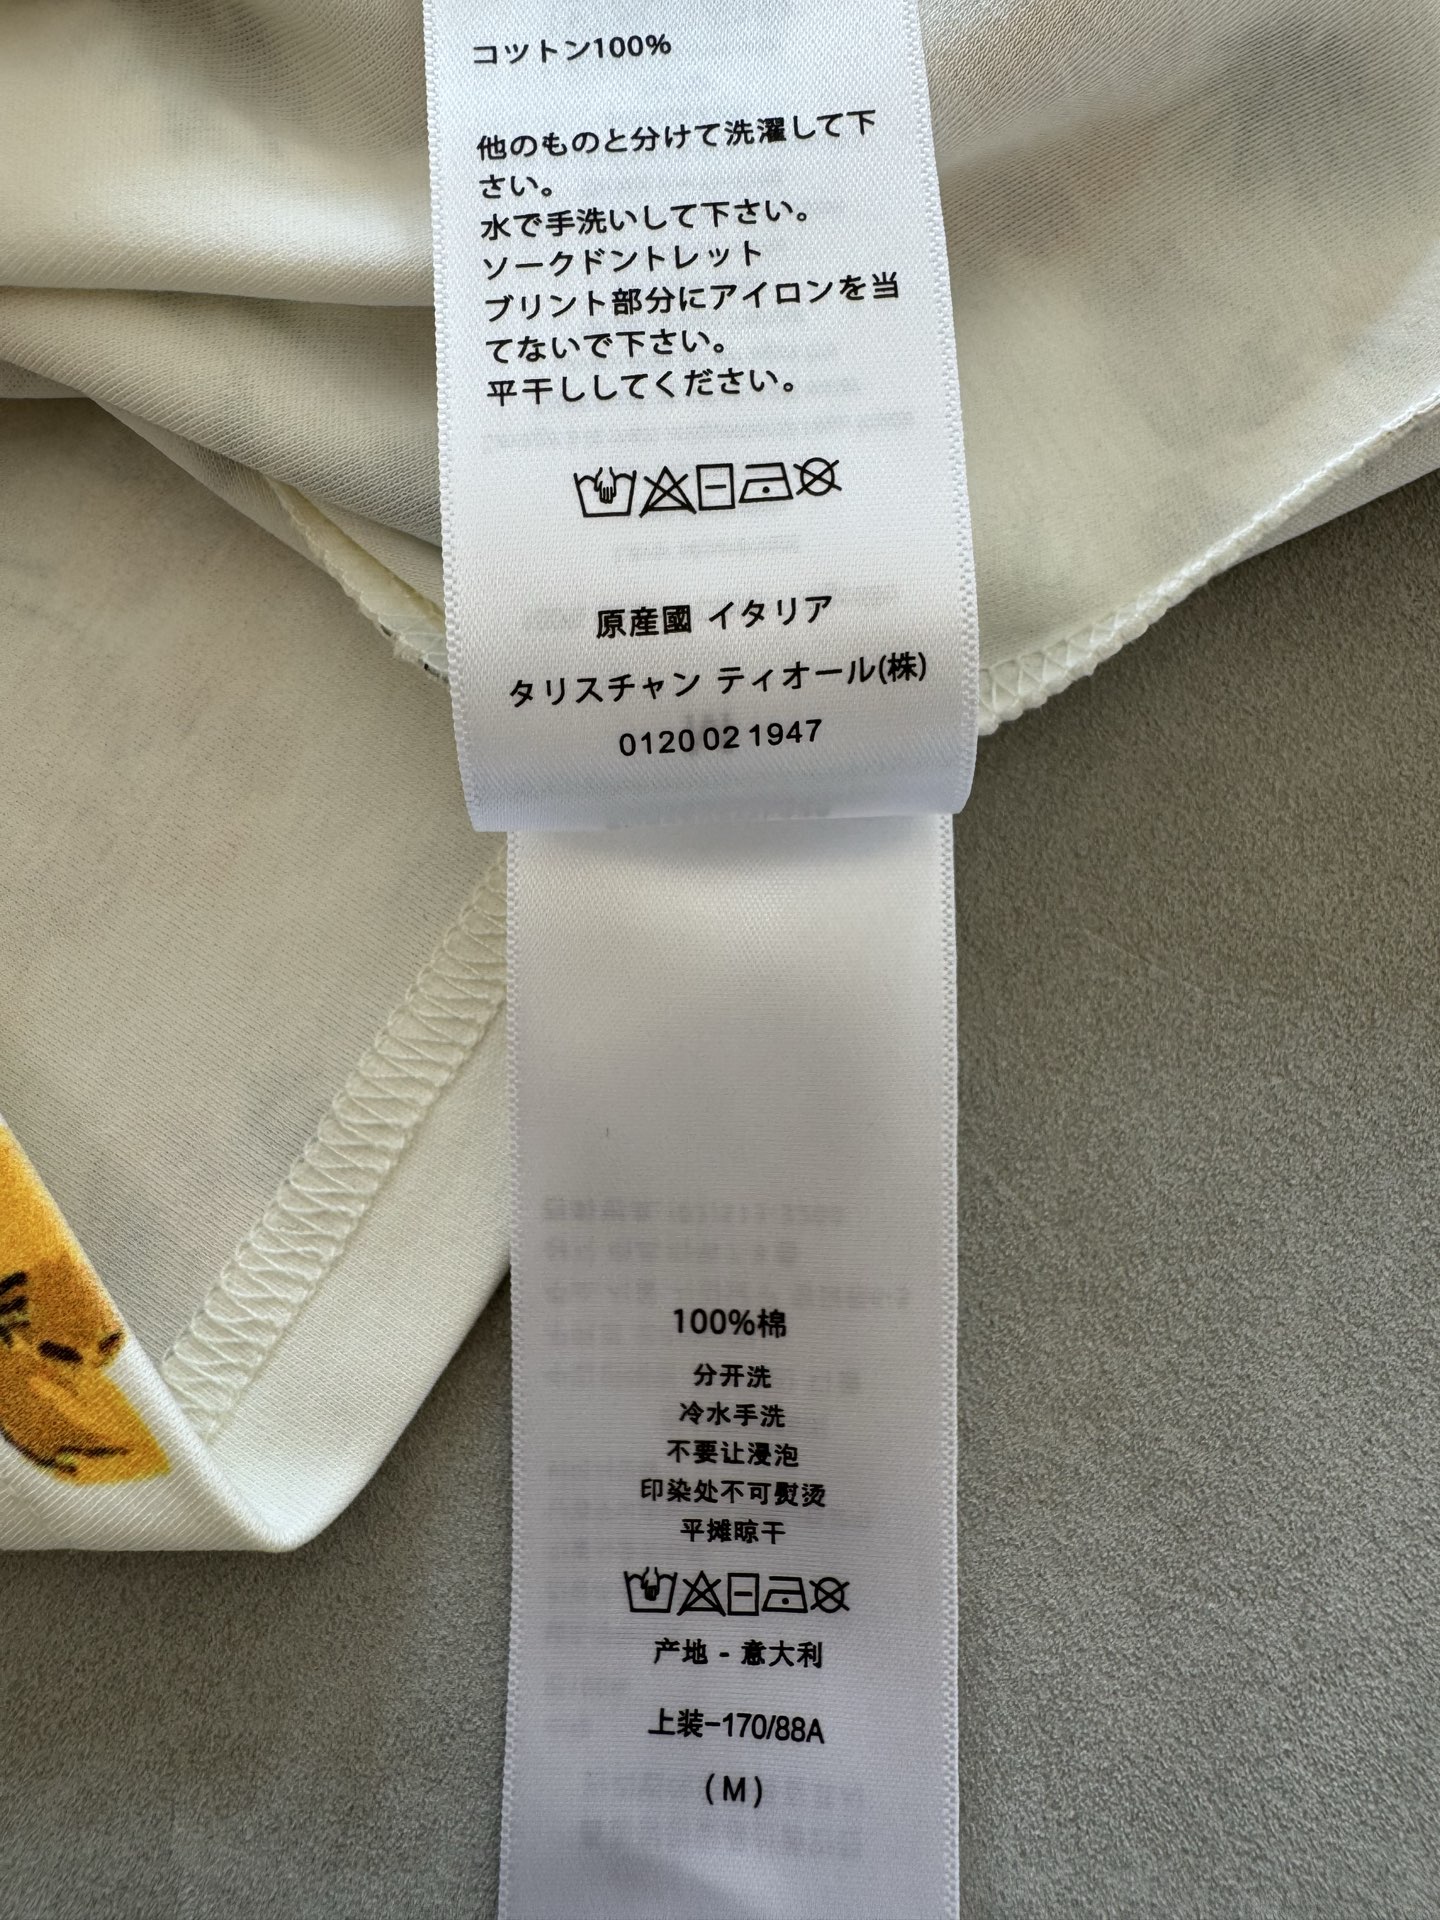 コツトン100%
他のものと分けて洗濯して下
さい。
水で手洗いして下さい。
ソークドントレット
ブリント部分にアイロンを当
てないで下さい。
平干ししてください。
原産國 イタリア
タリスチャン ティオール(株)
0120 02 1947
100%棉
分开洗
冷水手洗
不要让浸泡
印染处不可熨烫
平摊晾干
产地 - 意大利
上装-170/88A
(M)